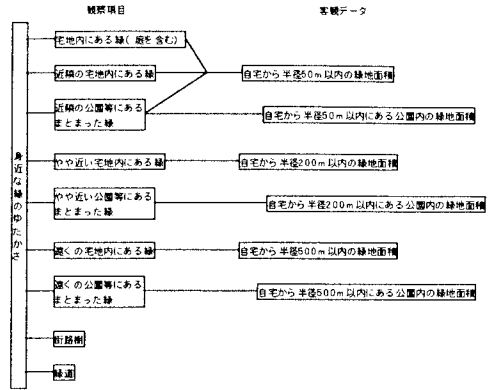 観察項目
客観データ
身近な緑のゆたかさ
宅地内にある緑(庭を含む)
近隣の宅地内にある緑
自宅から半径50m以内の緑地面積
近隣の公園等にある
まとまった緑
自宅から半径50m以内にある公園内の緑地面積
やや近い宅地内にある緑
自宅から半径200m以内の緑地面積
やや近い公園等にある
まとまった緑
自宅から半径200m以内にある公園内の緑地面積
遠くの宅地内にある緑
自宅から半径500m以内の緑地面積
遠くの公園等にある
まとまった緑
自宅から半径500m以内にある公園内の緑地面積
街路樹
緑道